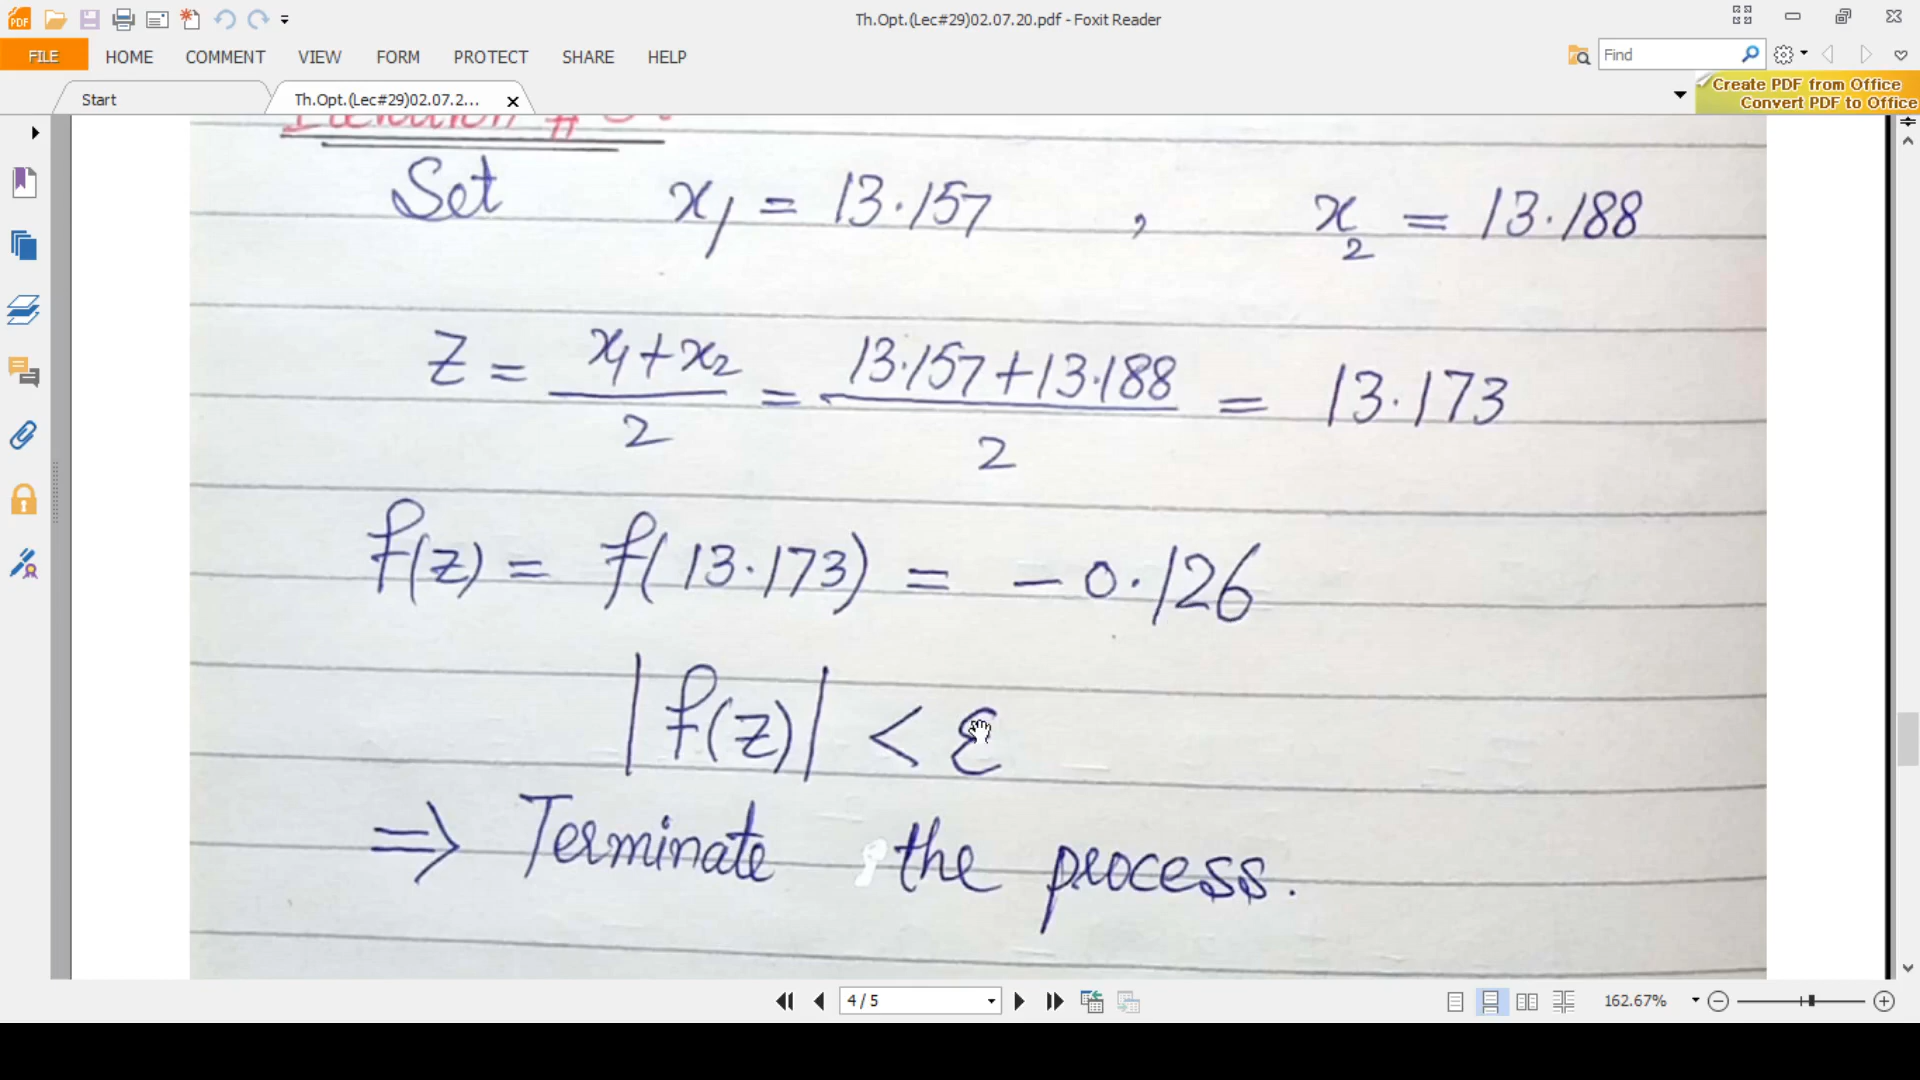 Th.Opt.(Lec#29)02.07.20.pdf - Foxit Reader
FILE HOME COMMENT VIEW FORM PROTECT SHARE HELP Find
Create PDF from Office
Convert PDF to Office
Start Th.Opt.(Lec#29)02.07.2...
Set x₁ = 13.157 , x₂ = 13.188
z = (x₁+x₂)/2 = (13.157+13.188)/2 = 13.173
f(z) = f(13.173) = -0.126
|f(z)| < ε
⇒ Terminate the process.
4 / 5 162.67%